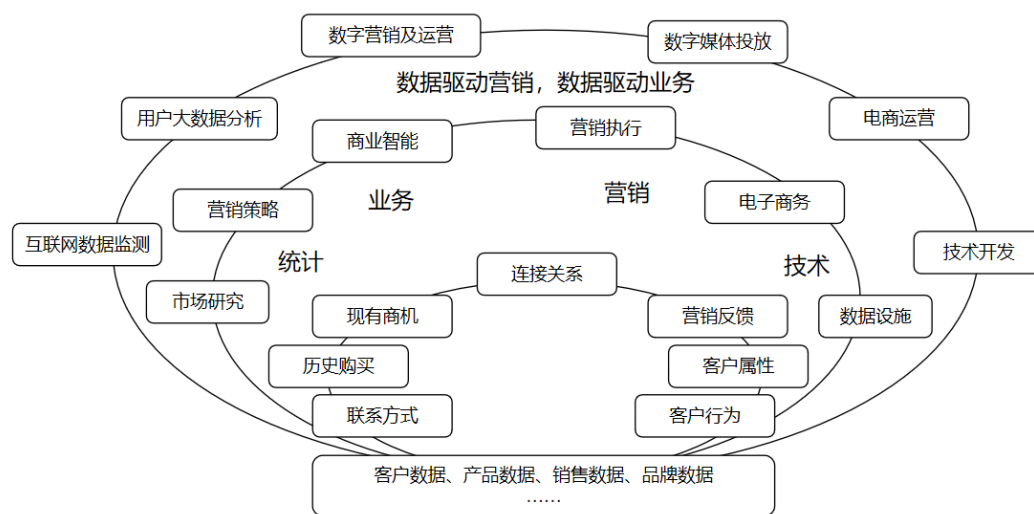 数字营销及运营
数字媒体投放
数据驱动营销，数据驱动业务
用户大数据分析
电商运营
商业智能
营销执行
营销策略
业务
营销
电子商务
互联网数据监测
技术开发
统计
连接关系
技术
市场研究
现有商机
营销反馈
数据设施
历史购买
客户属性
联系方式
客户行为
客户数据、产品数据、销售数据、品牌数据
……